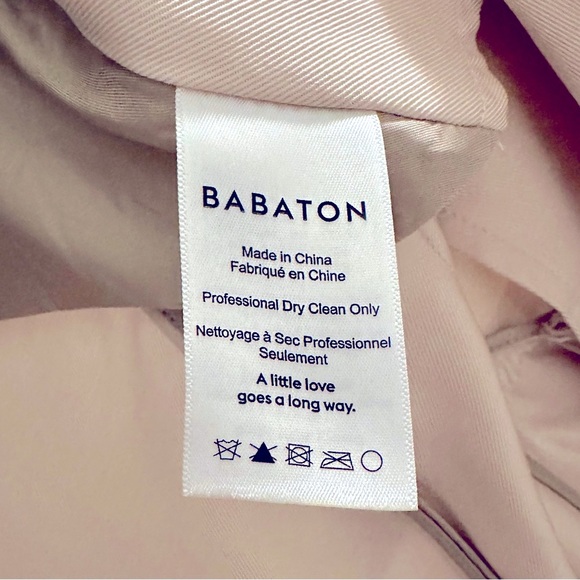 BABATON
Made in China
Fabriqué en Chine
Professional Dry Clean Only
Nettoyage à Sec Professionnel
Seulement
A little love
goes a long way.